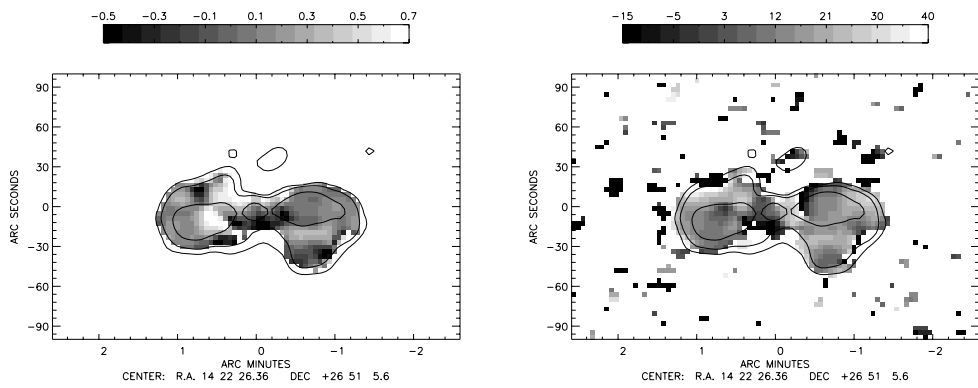 -0.5 -0.3 -0.1 0.1 0.3 0.5 0.7
90
60
30
0
-30
-60
-90
ARC SECONDS
2 1 0 -1 -2
ARC MINUTES
CENTER: R.A. 14 22 26.36 DEC +26 51 5.6
-15 -5 3 12 21 30 40
90
60
30
0
-30
-60
-90
ARC SECONDS
2 1 0 -1 -2
ARC MINUTES
CENTER: R.A. 14 22 26.36 DEC +26 51 5.6